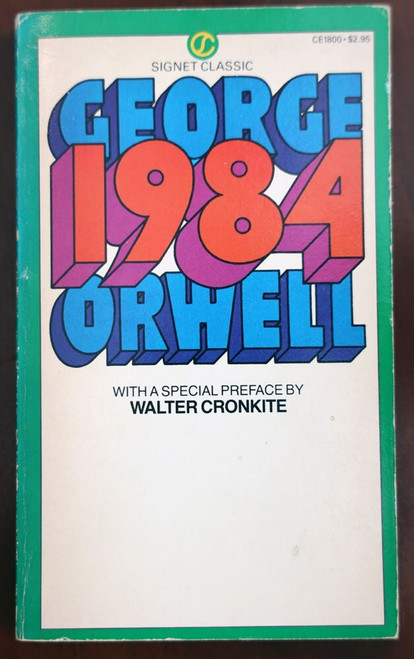 CE1800 • $2.95
SIGNET CLASSIC
GEORGE
1984
ORWELL
WITH A SPECIAL PREFACE BY
WALTER CRONKITE